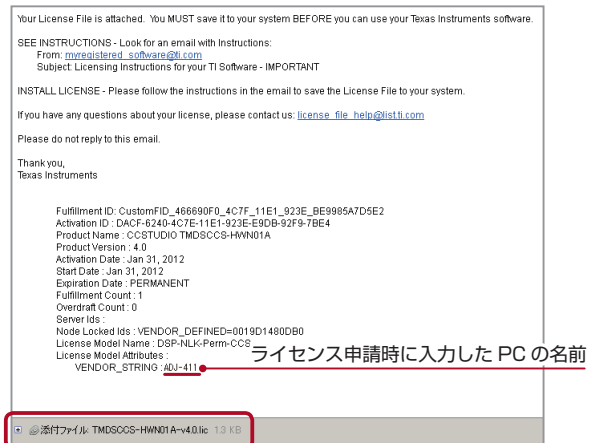 Your License File is attached. You MUST save it to your system BEFORE you can use your Texas Instruments software.
SEE INSTRUCTIONS - Look for an email with Instructions:
From: myregistered_software@ti.com
Subject: Licensing Instructions for your TI Software - IMPORTANT
INSTALL LICENSE - Please follow the instructions in the email to save the License File to your system.
If you have any questions about your license, please contact us: license_file_help@list.ti.com
Please do not reply to this email.
Thank you,
Texas Instruments
Fulfillment ID: CustomFID_466690F0_4C7F_11E1_923E_BE9985A7D5E2
Activation ID : DACF-6240-4C7E-11E1-923E-E9DB-92F9-7BE4
Product Name : CCSTUDIO TMDSCCS-HWN01A
Product Version : 4.0
Activation Date : Jan 31, 2012
Start Date : Jan 31, 2012
Expiration Date : PERMANENT
Fulfillment Count : 1
Overdraft Count : 0
Server Ids :
Node Locked Ids : VENDOR_DEFINED=0019D1480DB0
License Model Name : DSP-NLK-Perm-CCS
License Model Attributes :
VENDOR_STRING : ADJ-411
ライセンス申請時に入力した PC の名前
添付ファイル: TMDSCCS-HWN01A-v4.0.lic 1.3 KB